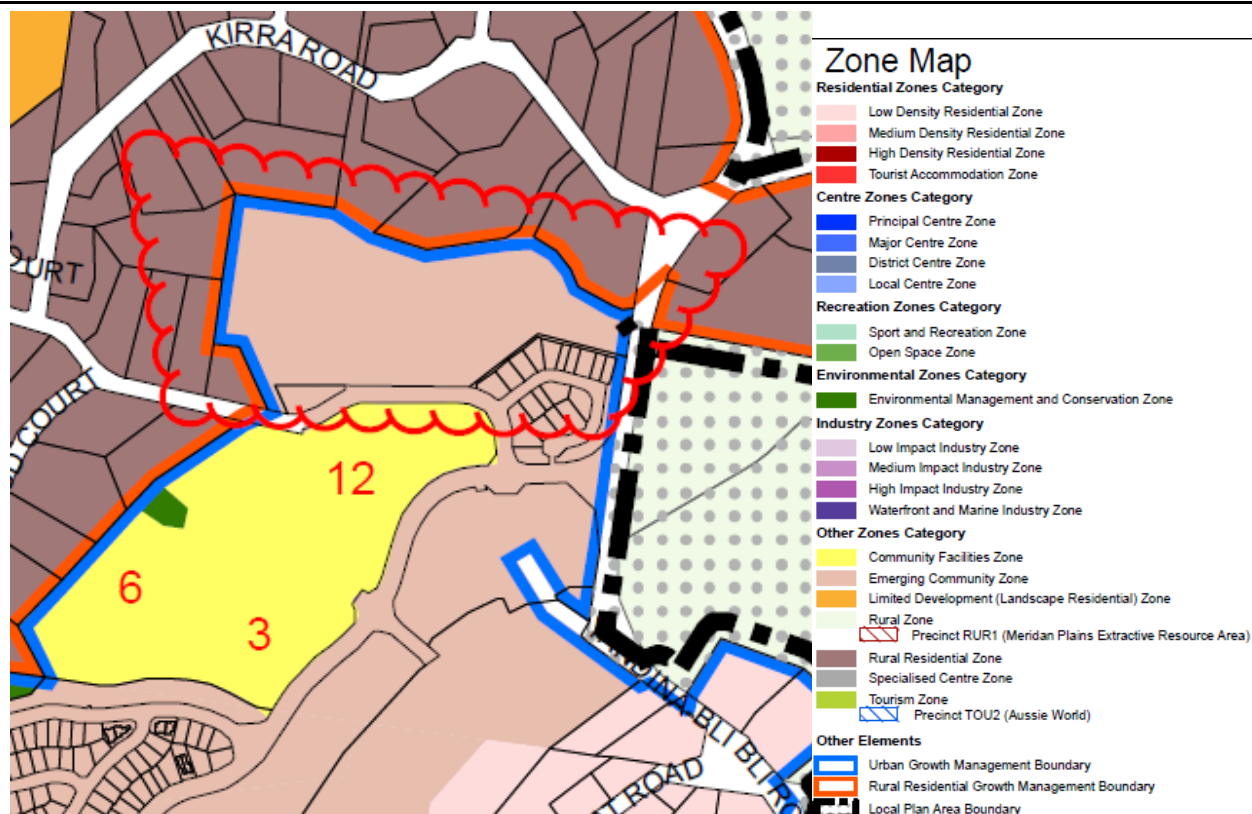 KIRRA ROAD
OURT
COURT
12
6
3
NDINA BLI BLI RO
T ROAD
Zone Map
Residential Zones Category
Low Density Residential Zone
Medium Density Residential Zone
High Density Residential Zone
Tourist Accommodation Zone
Centre Zones Category
Principal Centre Zone
Major Centre Zone
District Centre Zone
Local Centre Zone
Recreation Zones Category
Sport and Recreation Zone
Open Space Zone
Environmental Zones Category
Environmental Management and Conservation Zone
Industry Zones Category
Low Impact Industry Zone
Medium Impact Industry Zone
High Impact Industry Zone
Waterfront and Marine Industry Zone
Other Zones Category
Community Facilities Zone
Emerging Community Zone
Limited Development (Landscape Residential) Zone
Rural Zone
Precinct RUR1 (Meridan Plains Extractive Resource Area)
Rural Residential Zone
Specialised Centre Zone
Tourism Zone
Precinct TOU2 (Aussie World)
Other Elements
Urban Growth Management Boundary
Rural Residential Growth Management Boundary
Local Plan Area Boundary